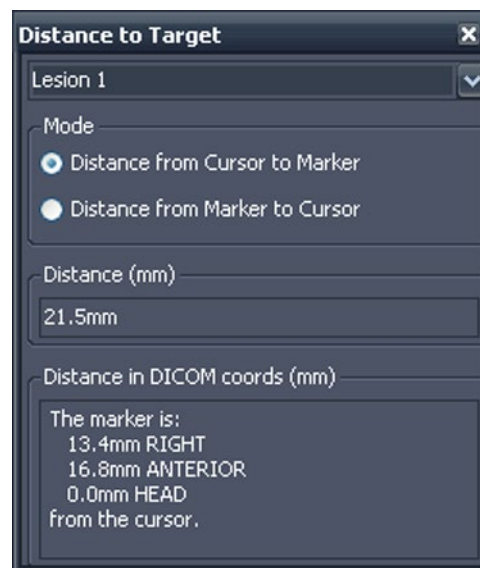 Distance to Target
Lesion 1
Mode
Distance from Cursor to Marker
Distance from Marker to Cursor
Distance (mm)
21.5mm
Distance in DICOM coords (mm)
The marker is:
13.4mm RIGHT
16.8mm ANTERIOR
0.0mm HEAD
from the cursor.